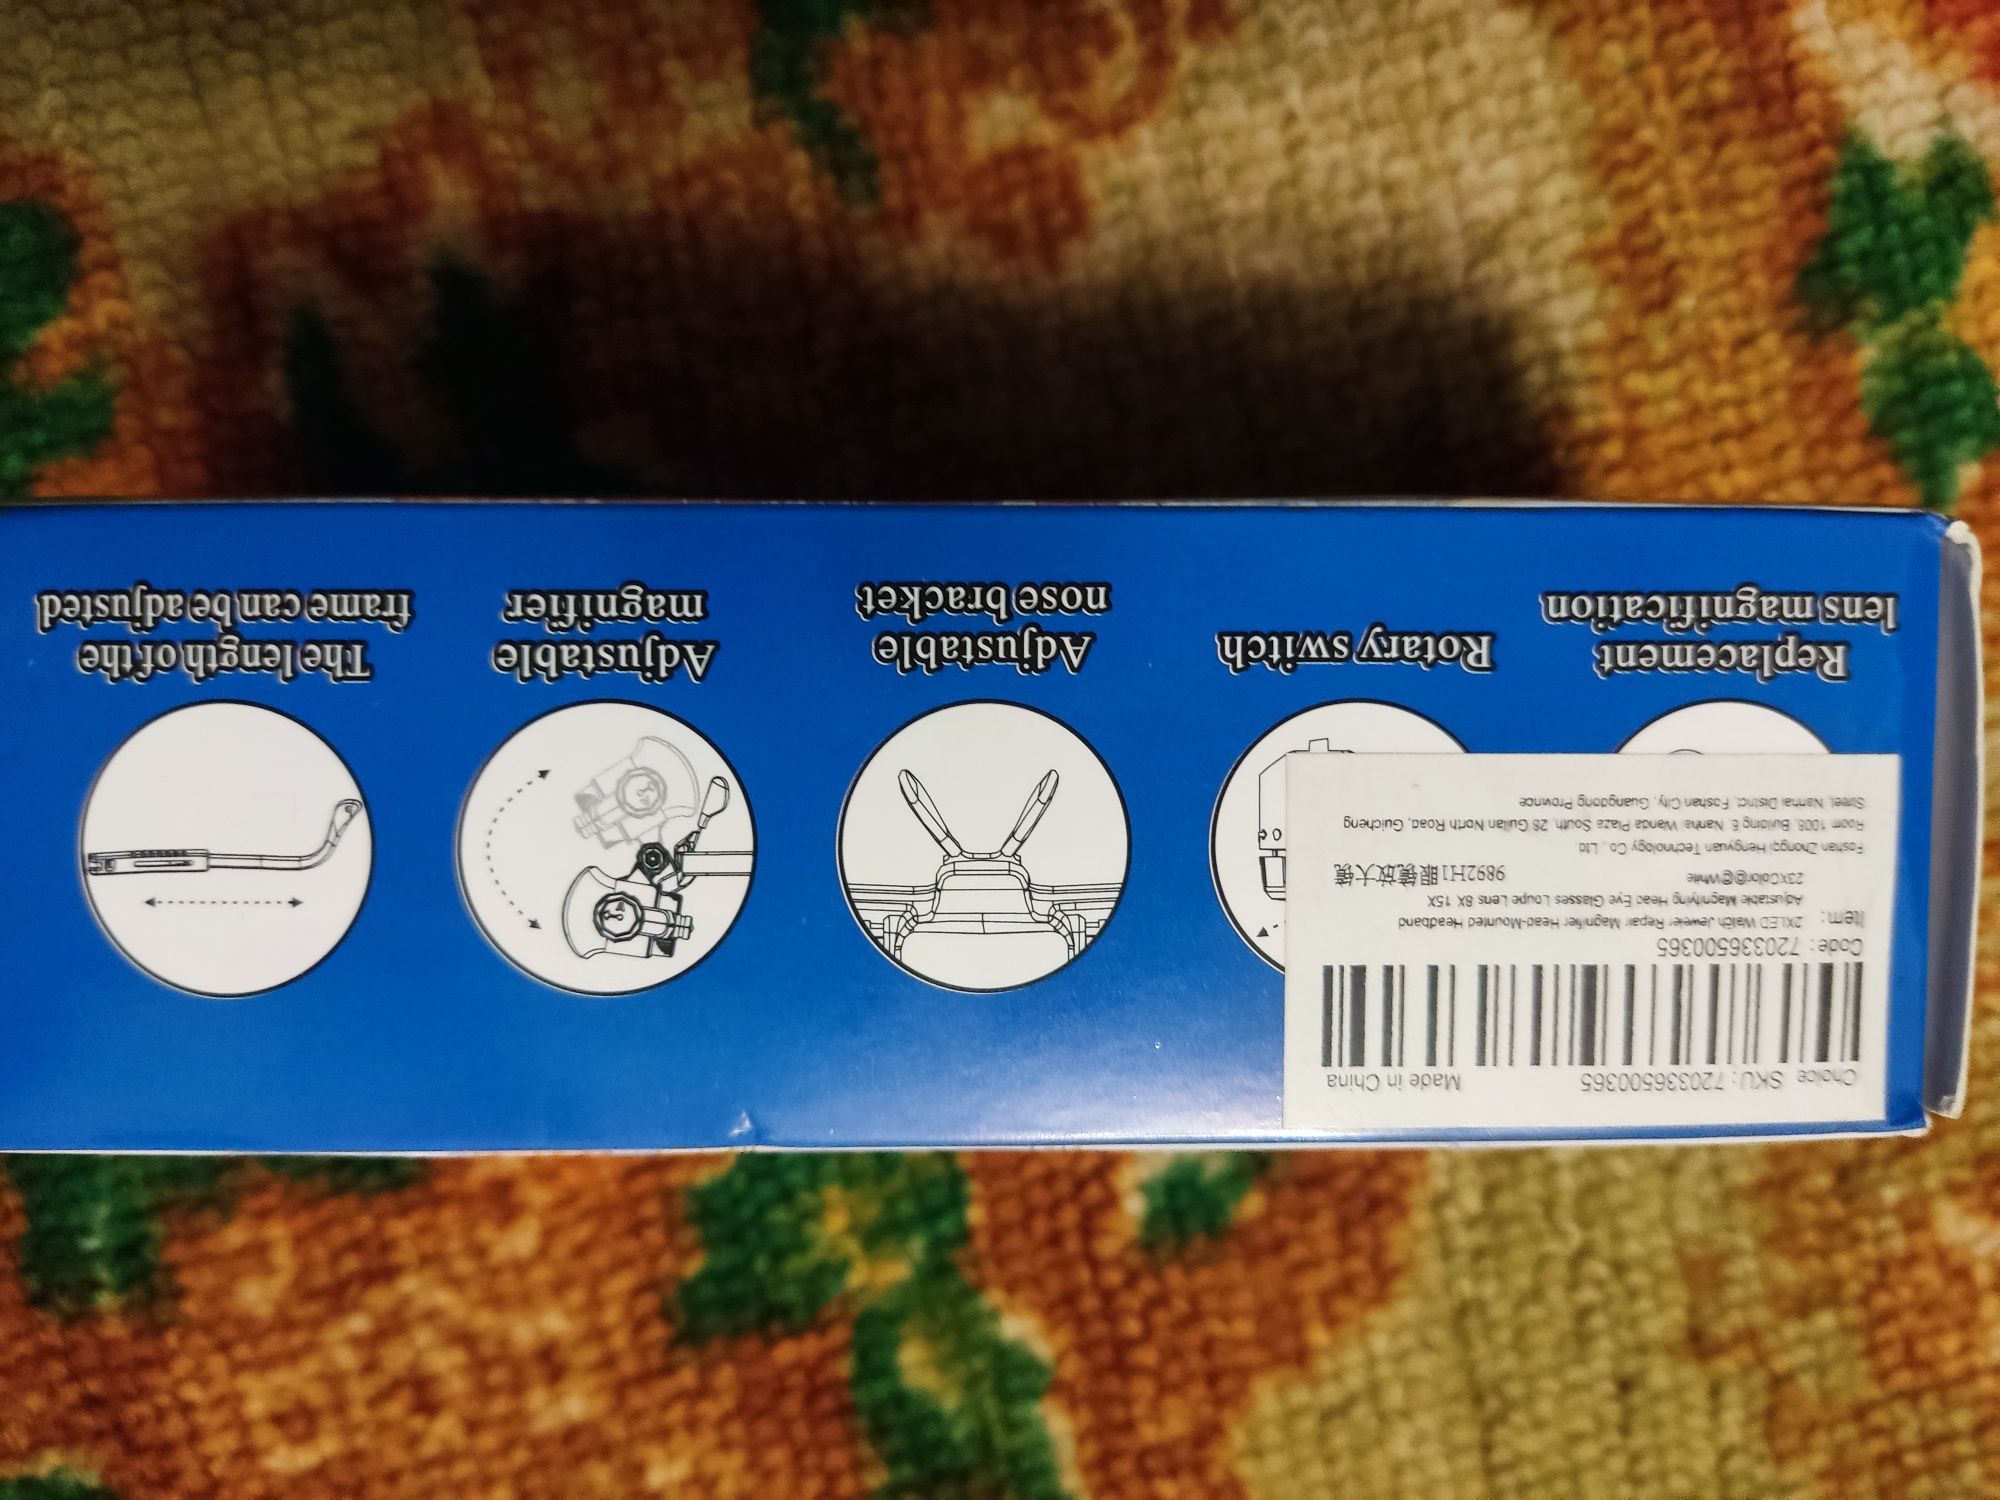 Choice SKU: 720336500365 Made in China
Code: 720336500365
Item: 2XLED Watch Jeweler Repair Magnifier Head-Mounted Headband
Adjustable Magnifying Head Eye Glasses Loupe Lens 8X 15X
23XColor@@White
9892H1眼镜放大镜
Foshan Zhongqi Hengyuan Technology Co., Ltd.
Room 1008, Building 6, Nanhai Wanda Plaza South, 28 Guilan North Road, Guicheng
Street, Nanhai District, Foshan City, Guangdong Province
Replacement
lens magnification
Rotary switch
Adjustable
nose bracket
Adjustable
magnifier
The length of the
frame can be adjusted